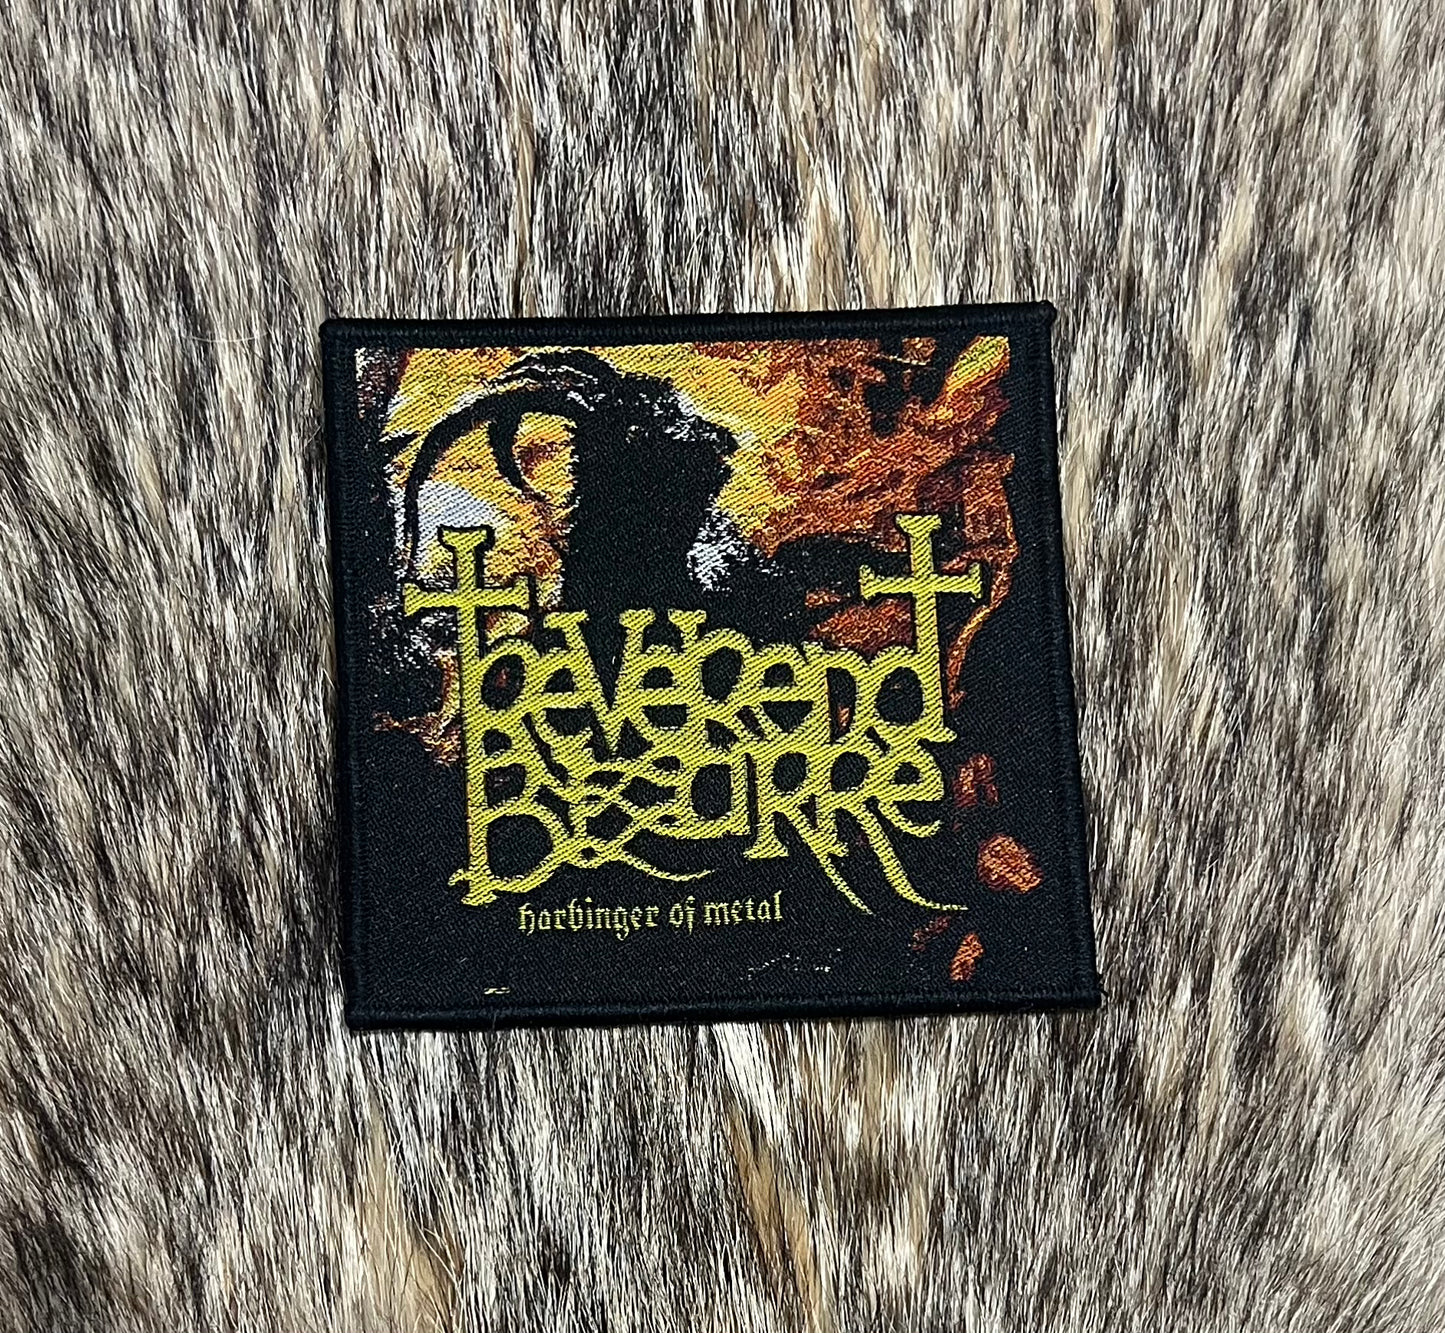 Reverend
Bizarre
harbinger of metal